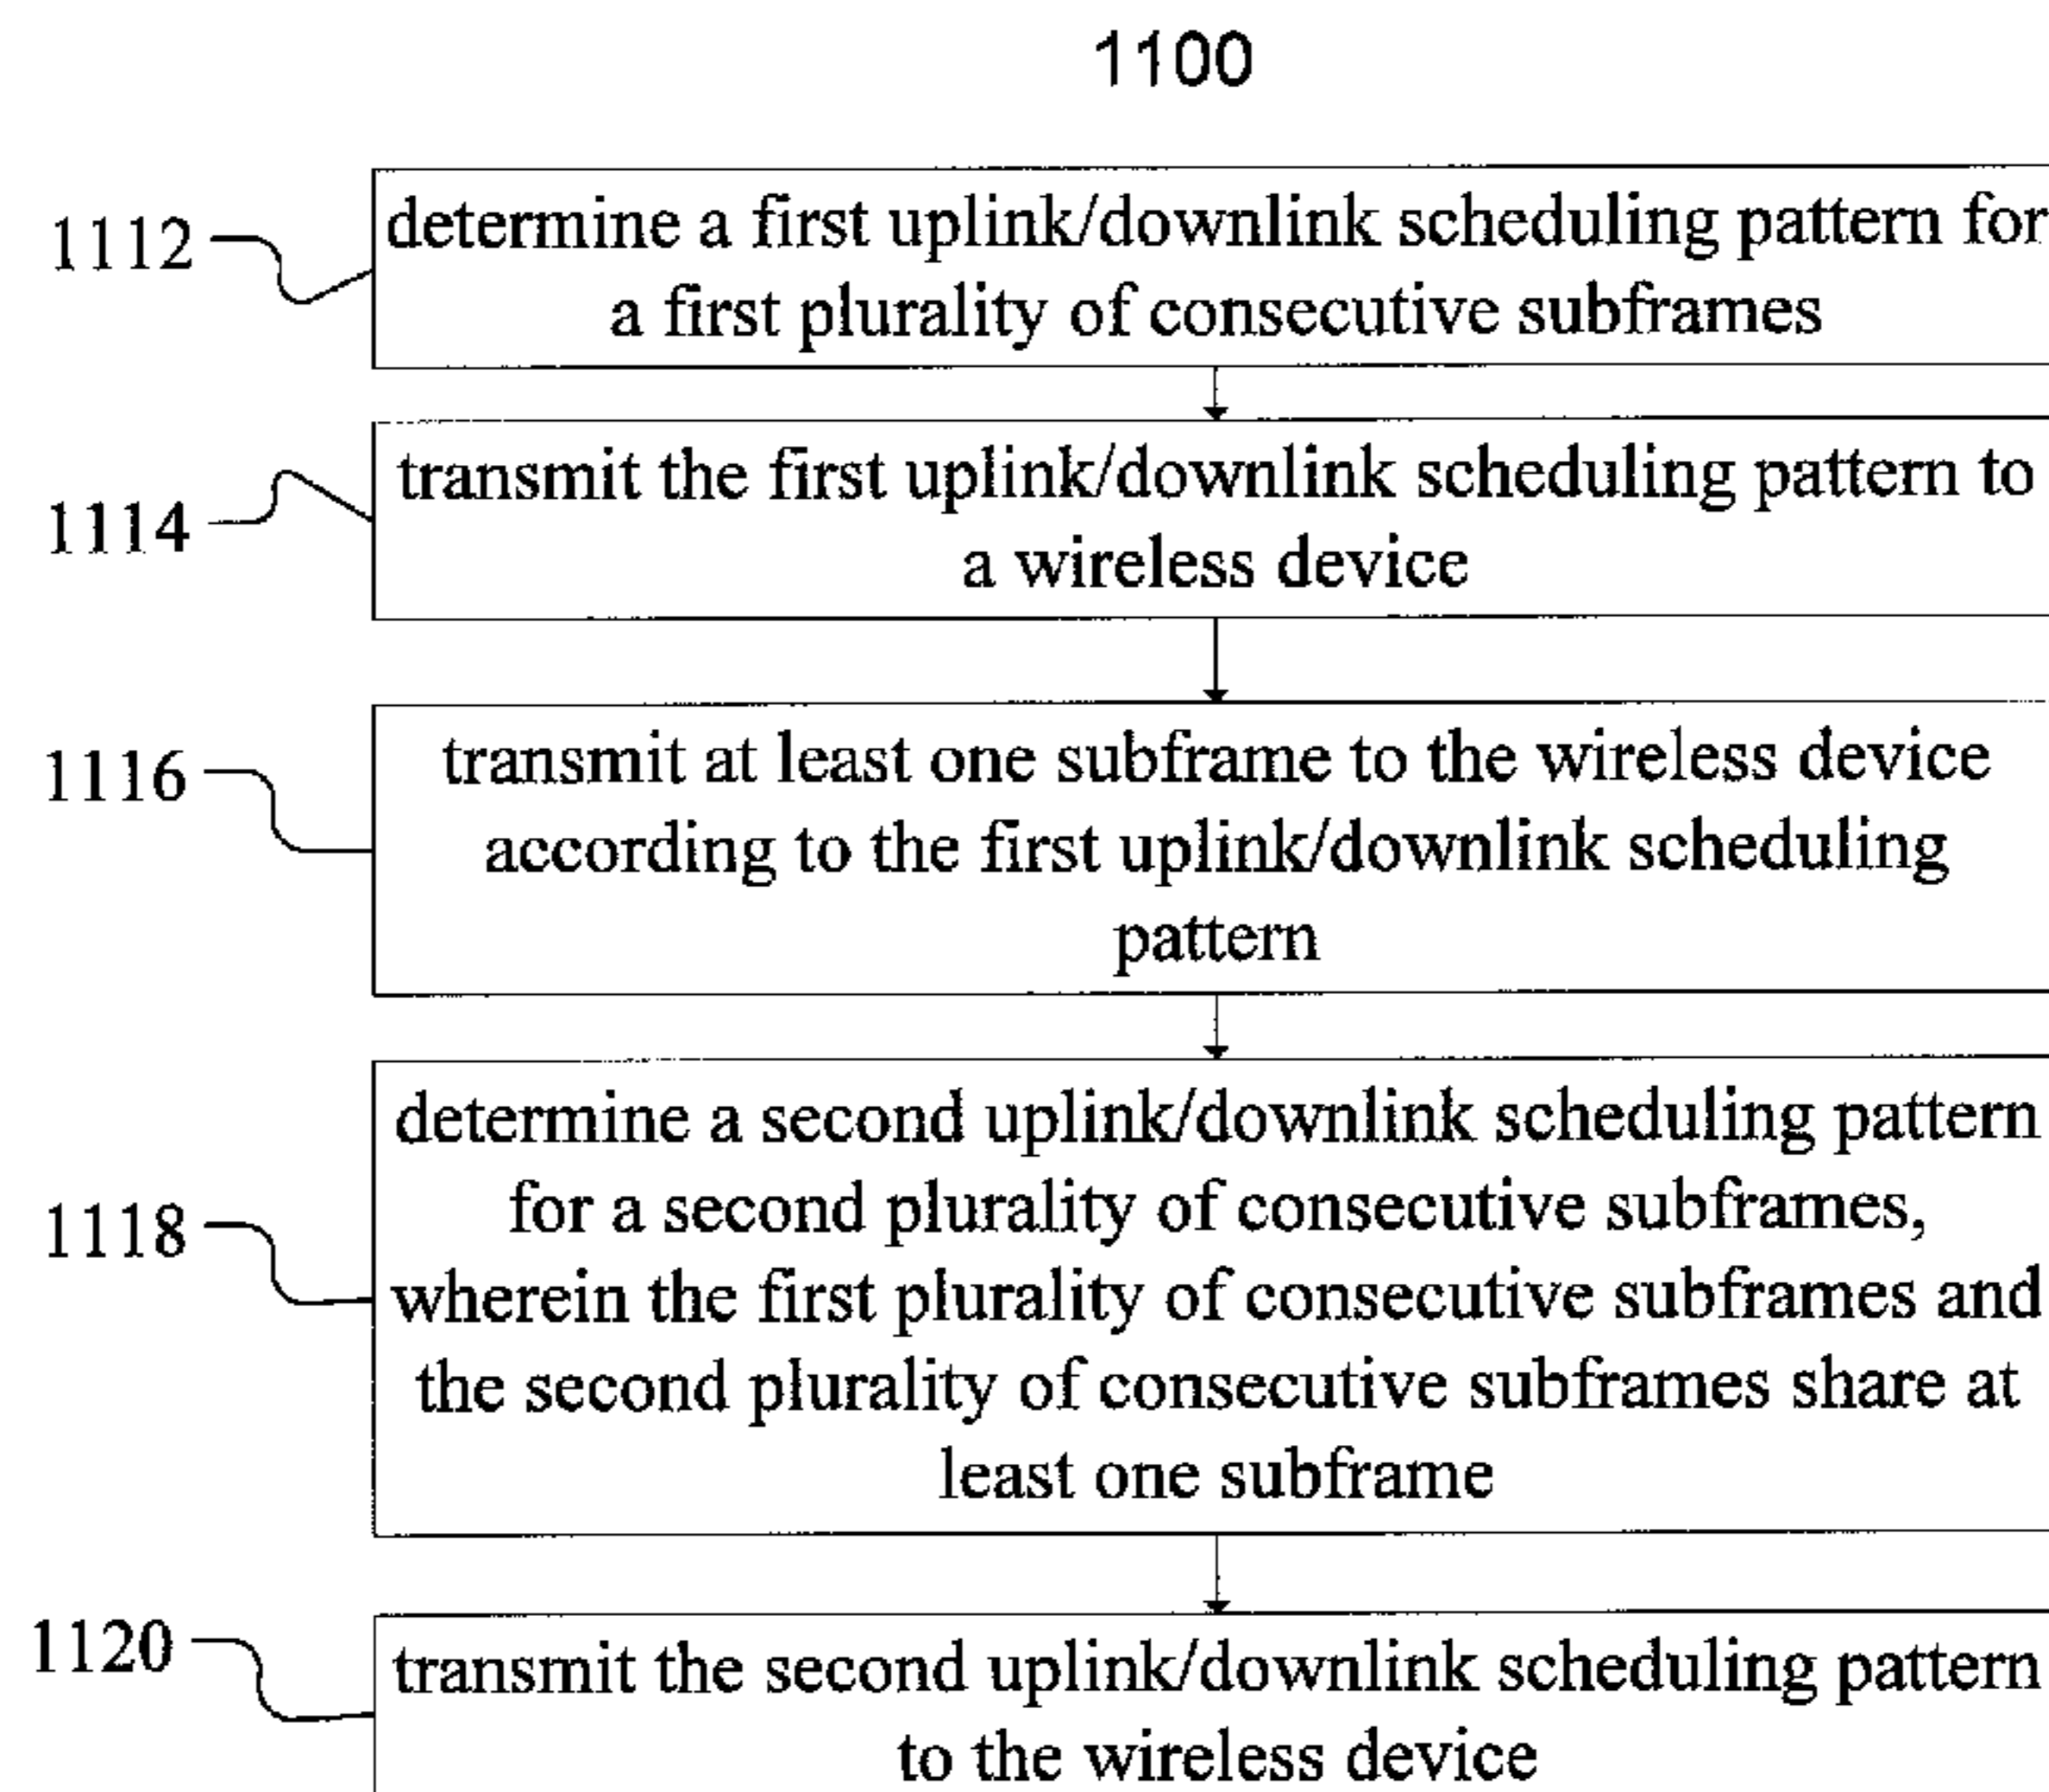 1100
1112
determine a first uplink/downlink scheduling pattern for
a first plurality of consecutive subframes
1114
transmit the first uplink/downlink scheduling pattern to
a wireless device
1116
transmit at least one subframe to the wireless device
according to the first uplink/downlink scheduling
pattern
1118
determine a second uplink/downlink scheduling pattern
for a second plurality of consecutive subframes,
wherein the first plurality of consecutive subframes and
the second plurality of consecutive subframes share at
least one subframe
1120
transmit the second uplink/downlink scheduling pattern
to the wireless device